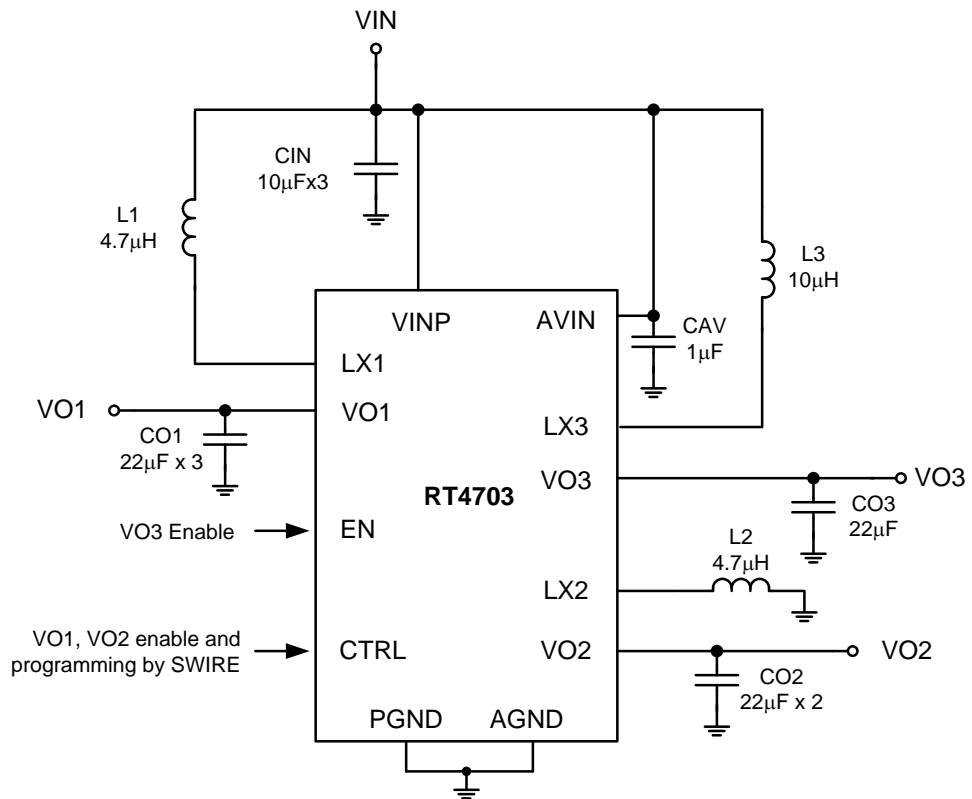 VIN
CIN
10μFx3
L1
4.7μH
L3
10μH
VINP
AVIN
CAV
1μF
LX1
VO1
VO1
CO1
22μF x 3
LX3
VO3
VO3
CO3
22μF
RT4703
VO3 Enable
EN
L2
4.7μH
LX2
VO1, VO2 enable and
programming by SWIRE
CTRL
VO2
VO2
CO2
22μF x 2
PGND
AGND